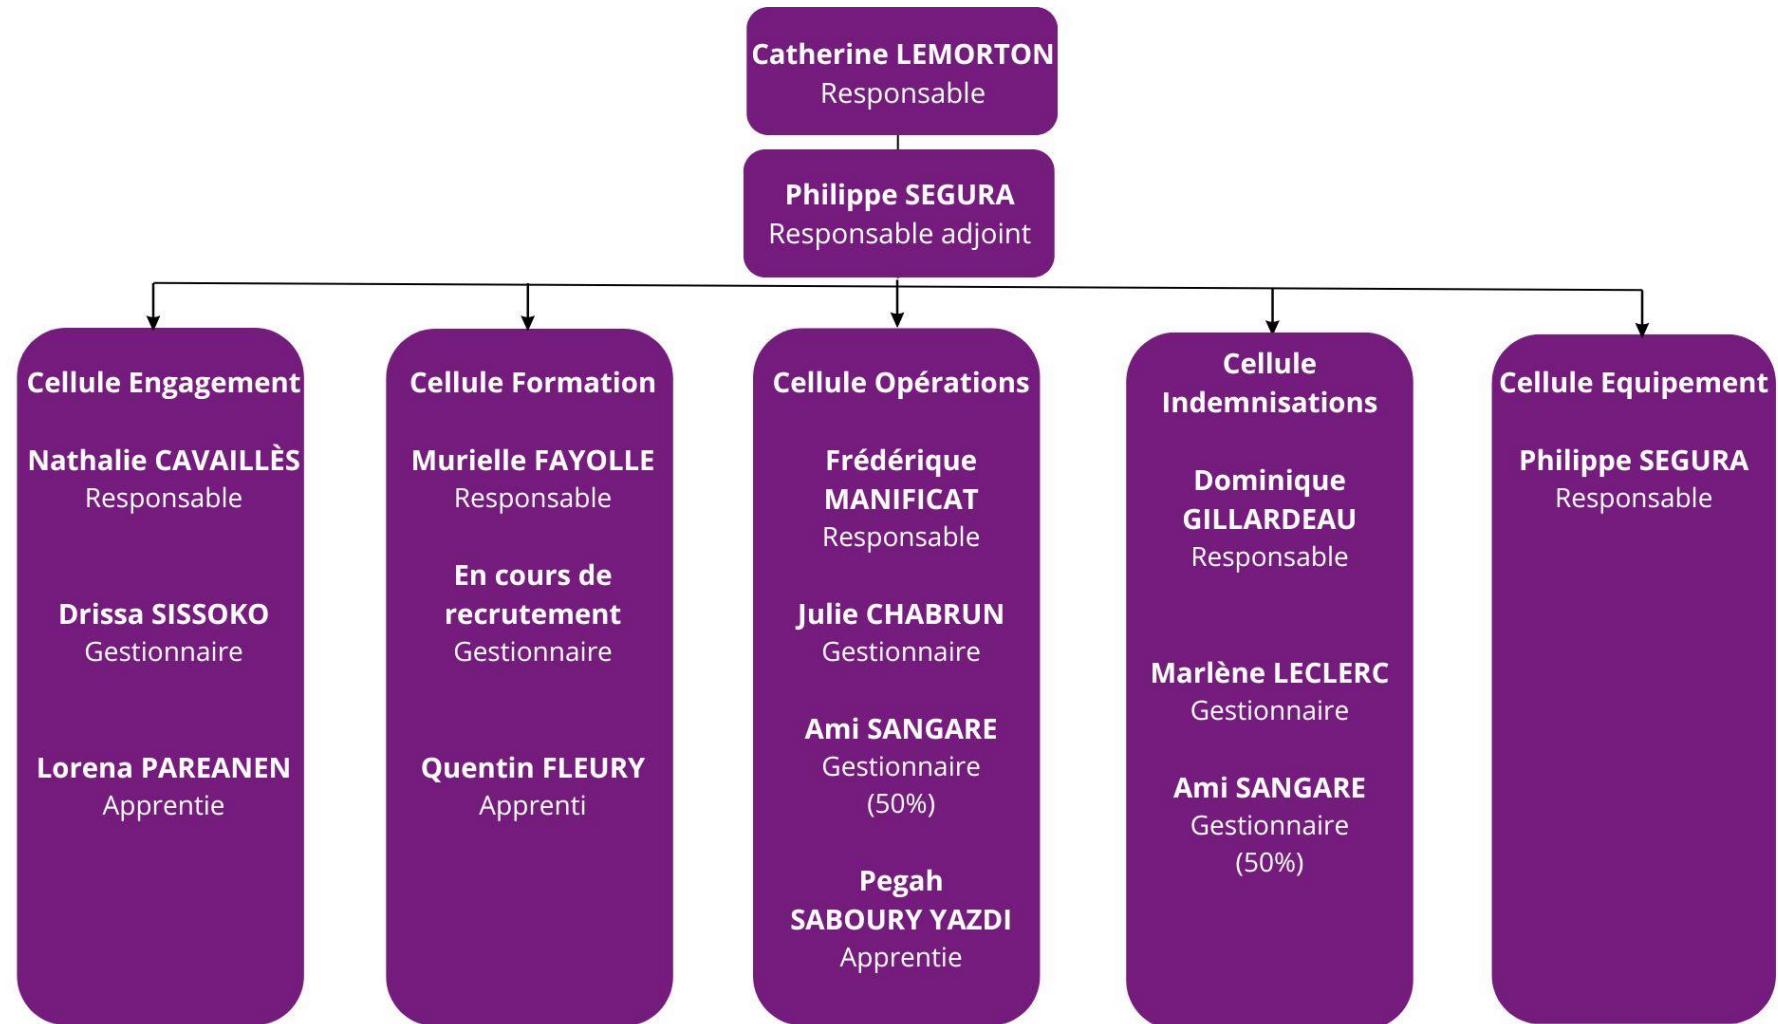 Catherine LEMORTON
Responsable
Philippe SEGURA
Responsable adjoint
Cellule Engagement
Nathalie CAVAILLÈS
Responsable
Drissa SISSOKO
Gestionnaire
Lorena PAREANEN
Apprentie
Cellule Formation
Murielle FAYOLLE
Responsable
En cours de
recrutement
Gestionnaire
Quentin FLEURY
Apprenti
Cellule Opérations
Frédérique
MANIFICAT
Responsable
Julie CHABRUN
Gestionnaire
Ami SANGARE
Gestionnaire
(50%)
Pegah
SABOURY YAZDI
Apprentie
Cellule
Indemnisations
Dominique
GILLARDEAU
Responsable
Marlène LECLERC
Gestionnaire
Ami SANGARE
Gestionnaire
(50%)
Cellule Equipement
Philippe SEGURA
Responsable